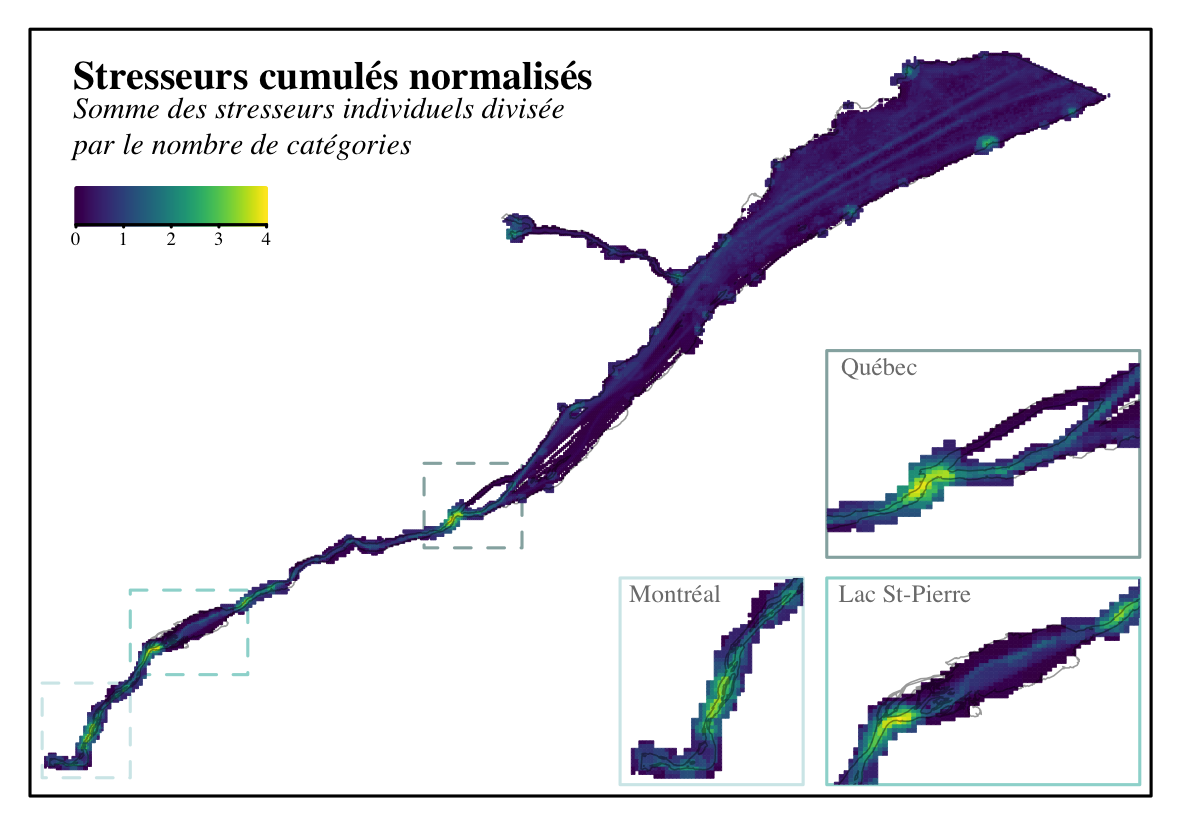 Stresseurs cumulés normalisés
Somme des stresseurs individuels divisée
par le nombre de catégories
0 1 2 3 4
Québec
Montréal
Lac St-Pierre